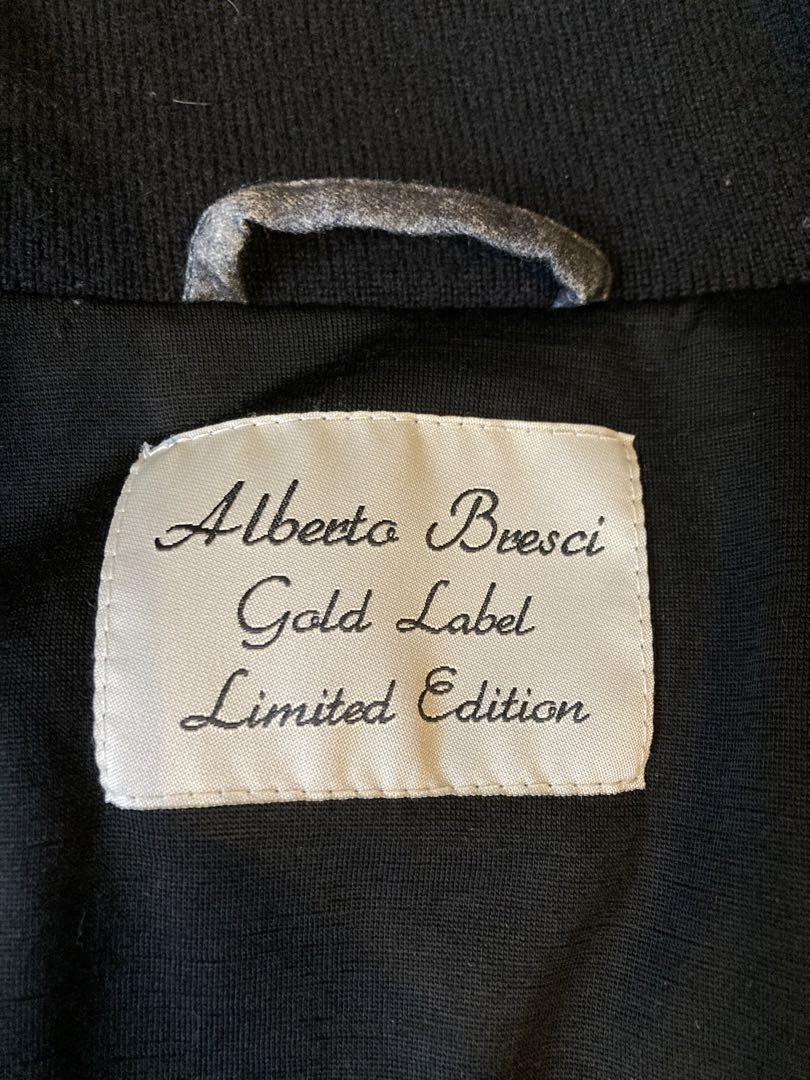 Alberto Bresci
Gold Label
Limited Edition